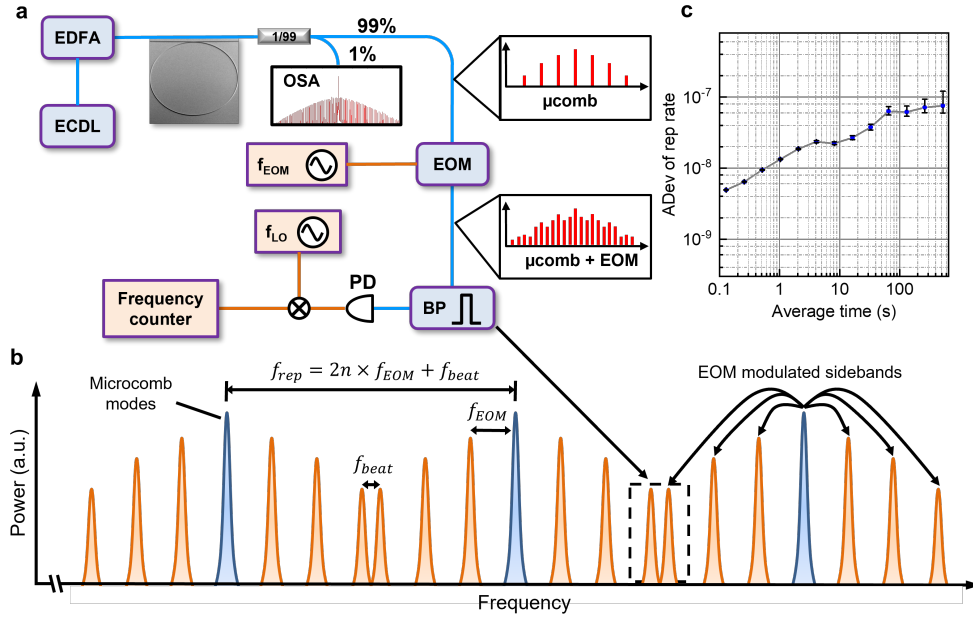 a
EDFA
ECDL
1/99
99%
1%
OSA
µcomb
f_EOM
EOM
f_LO
µcomb + EOM
PD
Frequency
counter
BP
c
ADev of rep rate
10^-7
10^-8
10^-9
0.1
1
10
100
Average time (s)
b
Microcomb
modes
f_rep = 2n × f_EOM + f_beat
f_EOM
f_beat
EOM modulated sidebands
Power (a.u.)
Frequency